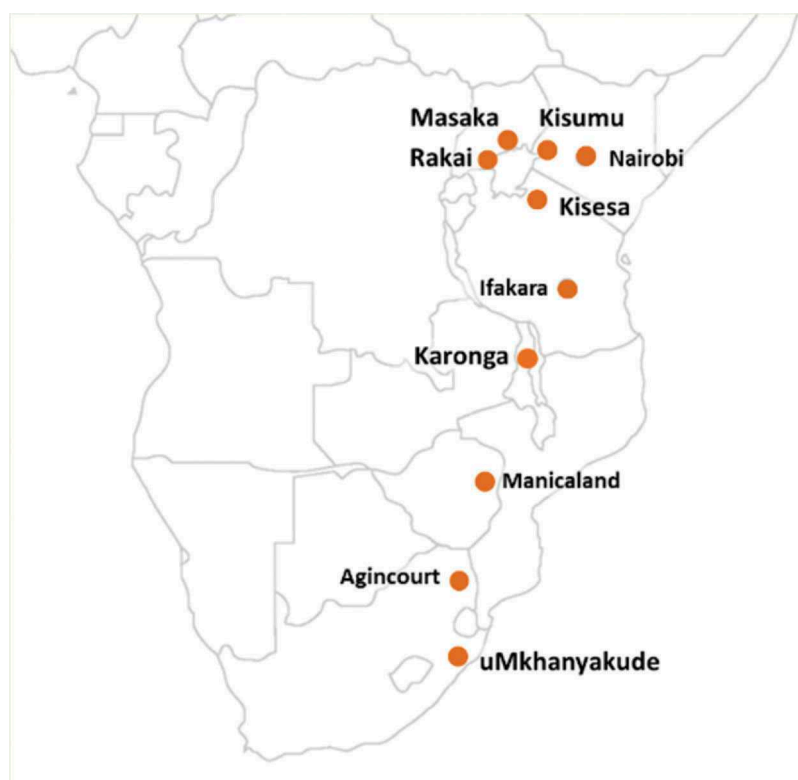 Masaka
Kisumu
Rakai
Nairobi
Kisesa
Ifakara
Karonga
Manicaland
Agincourt
uMkhanyakude